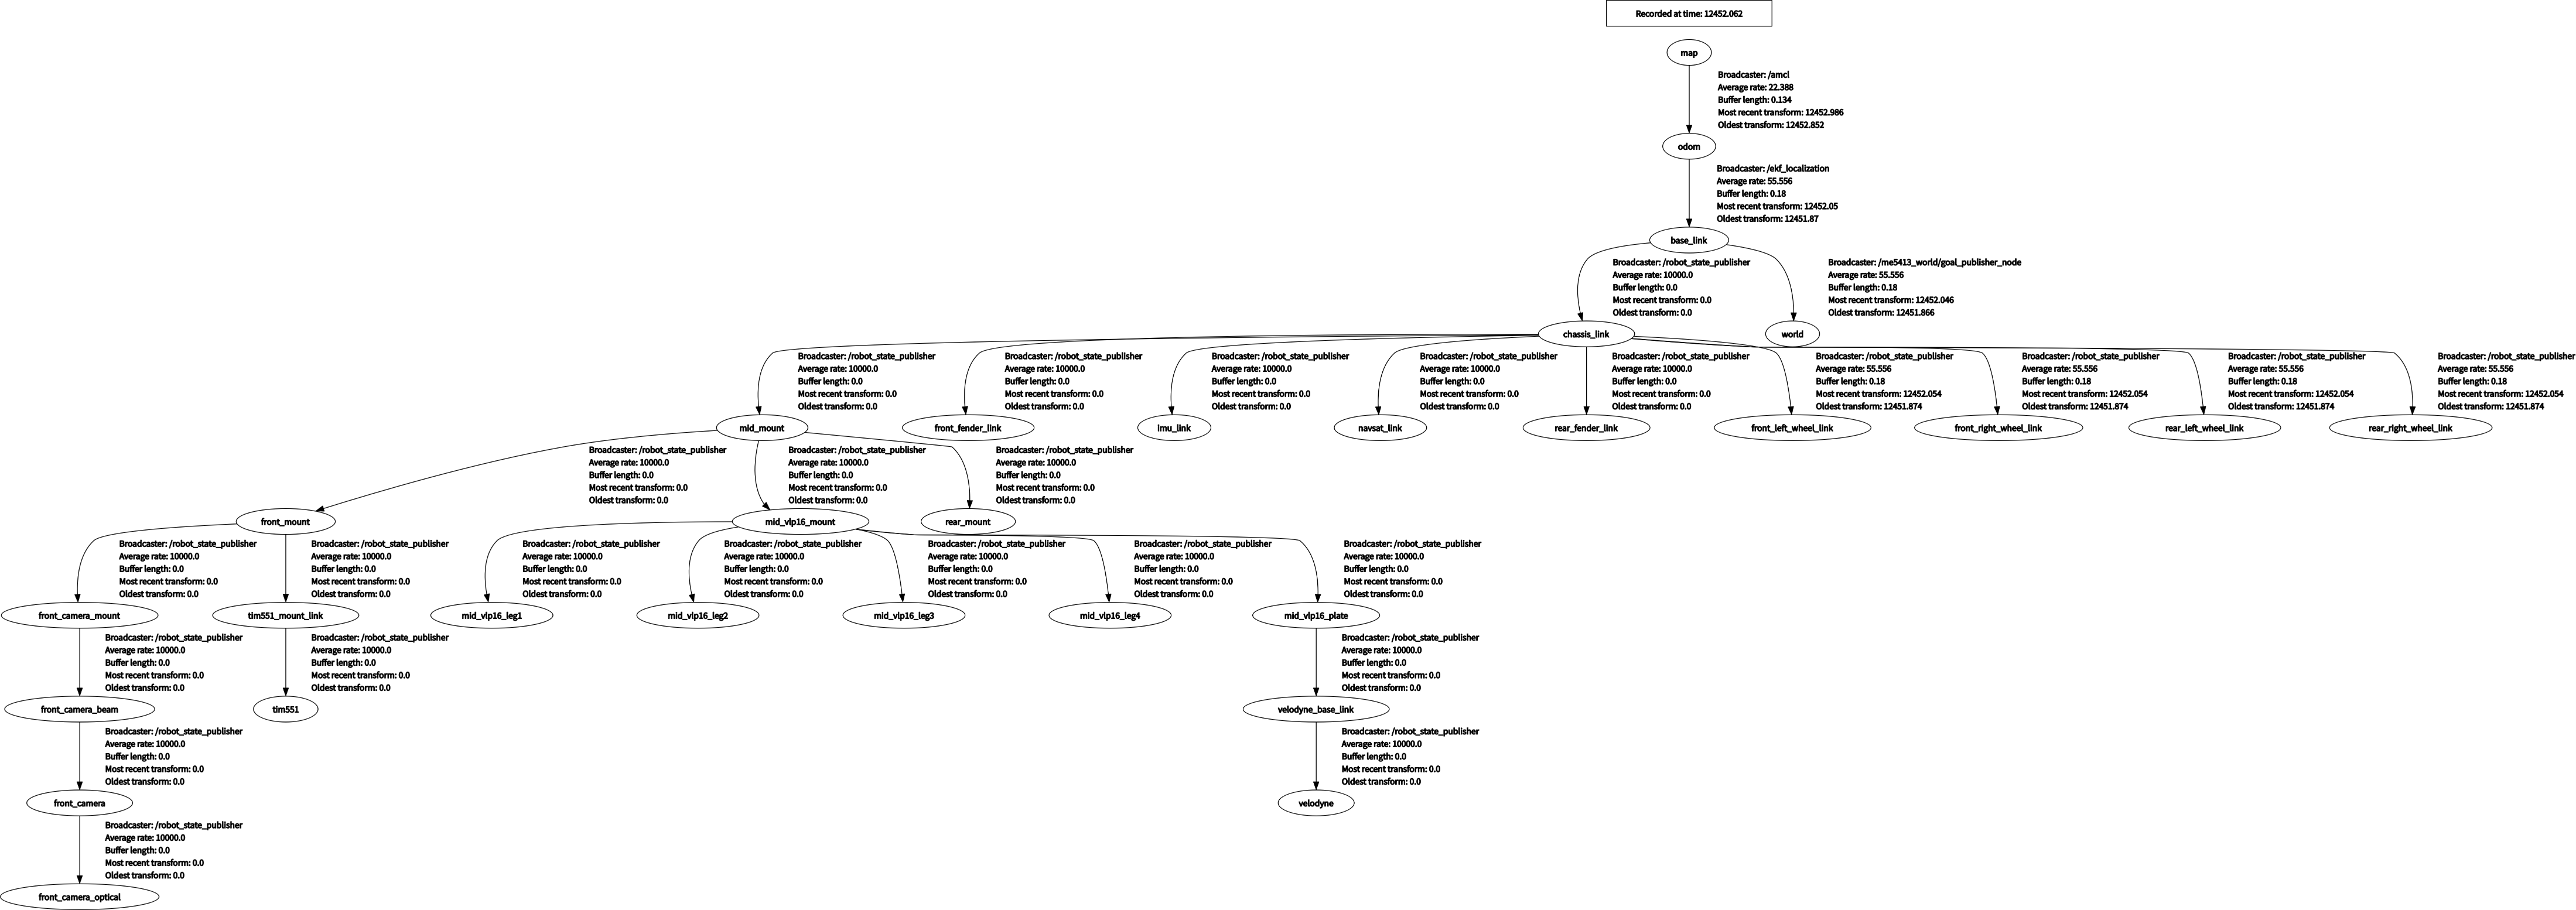 Recorded at time: 12452.062
map
Broadcaster: /amcl
Average rate: 22.388
Buffer length: 0.134
Most recent transform: 12452.986
Oldest transform: 12452.852
odom
Broadcaster: /ekf_localization
Average rate: 55.556
Buffer length: 0.18
Most recent transform: 12452.05
Oldest transform: 12451.87
base_link
Broadcaster: /robot_state_publisher
Average rate: 10000.0
Buffer length: 0.0
Most recent transform: 0.0
Oldest transform: 0.0
Broadcaster: /me5413_world/goal_publisher_node
Average rate: 55.556
Buffer length: 0.18
Most recent transform: 12452.046
Oldest transform: 12451.866
chassis_link
world
Broadcaster: /robot_state_publisher
Average rate: 10000.0
Buffer length: 0.0
Most recent transform: 0.0
Oldest transform: 0.0
Broadcaster: /robot_state_publisher
Average rate: 10000.0
Buffer length: 0.0
Most recent transform: 0.0
Oldest transform: 0.0
Broadcaster: /robot_state_publisher
Average rate: 10000.0
Buffer length: 0.0
Most recent transform: 0.0
Oldest transform: 0.0
Broadcaster: /robot_state_publisher
Average rate: 10000.0
Buffer length: 0.0
Most recent transform: 0.0
Oldest transform: 0.0
Broadcaster: /robot_state_publisher
Average rate: 10000.0
Buffer length: 0.0
Most recent transform: 0.0
Oldest transform: 0.0
Broadcaster: /robot_state_publisher
Average rate: 55.556
Buffer length: 0.18
Most recent transform: 12452.054
Oldest transform: 12451.874
Broadcaster: /robot_state_publisher
Average rate: 55.556
Buffer length: 0.18
Most recent transform: 12452.054
Oldest transform: 12451.874
Broadcaster: /robot_state_publisher
Average rate: 55.556
Buffer length: 0.18
Most recent transform: 12452.054
Oldest transform: 12451.874
Broadcaster: /robot_state_publisher
Average rate: 55.556
Buffer length: 0.18
Most recent transform: 12452.054
Oldest transform: 12451.874
mid_mount
front_fender_link
imu_link
navsat_link
rear_fender_link
front_left_wheel_link
front_right_wheel_link
rear_left_wheel_link
rear_right_wheel_link
Broadcaster: /robot_state_publisher
Average rate: 10000.0
Buffer length: 0.0
Most recent transform: 0.0
Oldest transform: 0.0
Broadcaster: /robot_state_publisher
Average rate: 10000.0
Buffer length: 0.0
Most recent transform: 0.0
Oldest transform: 0.0
Broadcaster: /robot_state_publisher
Average rate: 10000.0
Buffer length: 0.0
Most recent transform: 0.0
Oldest transform: 0.0
front_mount
mid_vlp16_mount
rear_mount
Broadcaster: /robot_state_publisher
Average rate: 10000.0
Buffer length: 0.0
Most recent transform: 0.0
Oldest transform: 0.0
Broadcaster: /robot_state_publisher
Average rate: 10000.0
Buffer length: 0.0
Most recent transform: 0.0
Oldest transform: 0.0
Broadcaster: /robot_state_publisher
Average rate: 10000.0
Buffer length: 0.0
Most recent transform: 0.0
Oldest transform: 0.0
Broadcaster: /robot_state_publisher
Average rate: 10000.0
Buffer length: 0.0
Most recent transform: 0.0
Oldest transform: 0.0
Broadcaster: /robot_state_publisher
Average rate: 10000.0
Buffer length: 0.0
Most recent transform: 0.0
Oldest transform: 0.0
Broadcaster: /robot_state_publisher
Average rate: 10000.0
Buffer length: 0.0
Most recent transform: 0.0
Oldest transform: 0.0
Broadcaster: /robot_state_publisher
Average rate: 10000.0
Buffer length: 0.0
Most recent transform: 0.0
Oldest transform: 0.0
front_camera_mount
tim551_mount_link
mid_vlp16_leg1
mid_vlp16_leg2
mid_vlp16_leg3
mid_vlp16_leg4
mid_vlp16_plate
Broadcaster: /robot_state_publisher
Average rate: 10000.0
Buffer length: 0.0
Most recent transform: 0.0
Oldest transform: 0.0
Broadcaster: /robot_state_publisher
Average rate: 10000.0
Buffer length: 0.0
Most recent transform: 0.0
Oldest transform: 0.0
Broadcaster: /robot_state_publisher
Average rate: 10000.0
Buffer length: 0.0
Most recent transform: 0.0
Oldest transform: 0.0
front_camera_beam
tim551
velodyne_base_link
Broadcaster: /robot_state_publisher
Average rate: 10000.0
Buffer length: 0.0
Most recent transform: 0.0
Oldest transform: 0.0
Broadcaster: /robot_state_publisher
Average rate: 10000.0
Buffer length: 0.0
Most recent transform: 0.0
Oldest transform: 0.0
front_camera
velodyne
Broadcaster: /robot_state_publisher
Average rate: 10000.0
Buffer length: 0.0
Most recent transform: 0.0
Oldest transform: 0.0
front_camera_optical